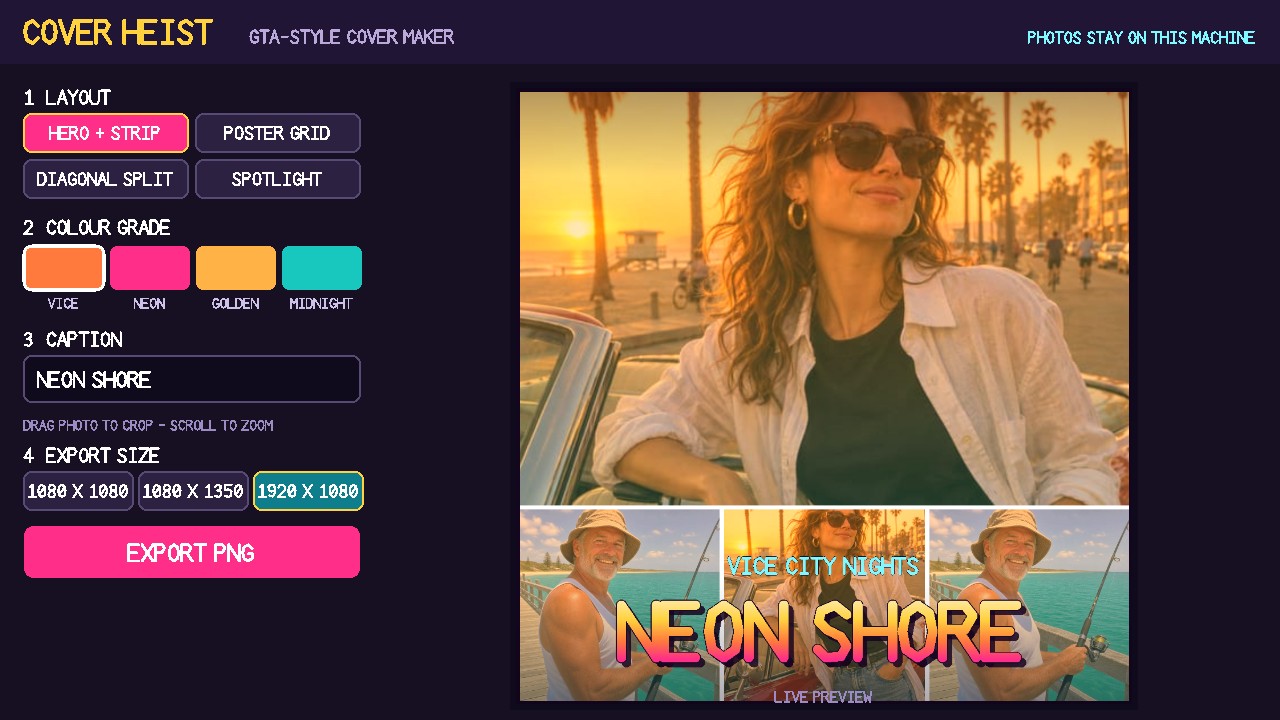 COVER HEIST
GTA-STYLE COVER MAKER
PHOTOS STAY ON THIS MACHINE
1 LAYOUT
HERO + STRIP
POSTER GRID
DIAGONAL SPLIT
SPOTLIGHT
2 COLOUR GRADE
VICE
NEON
GOLDEN
MIDNIGHT
3 CAPTION
NEON SHORE
DRAG PHOTO TO CROP - SCROLL TO ZOOM
4 EXPORT SIZE
1080 X 1080
1080 X 1350
1920 X 1080
EXPORT PNG
VICE CITY NIGHTS
NEON SHORE
LIVE PREVIEW